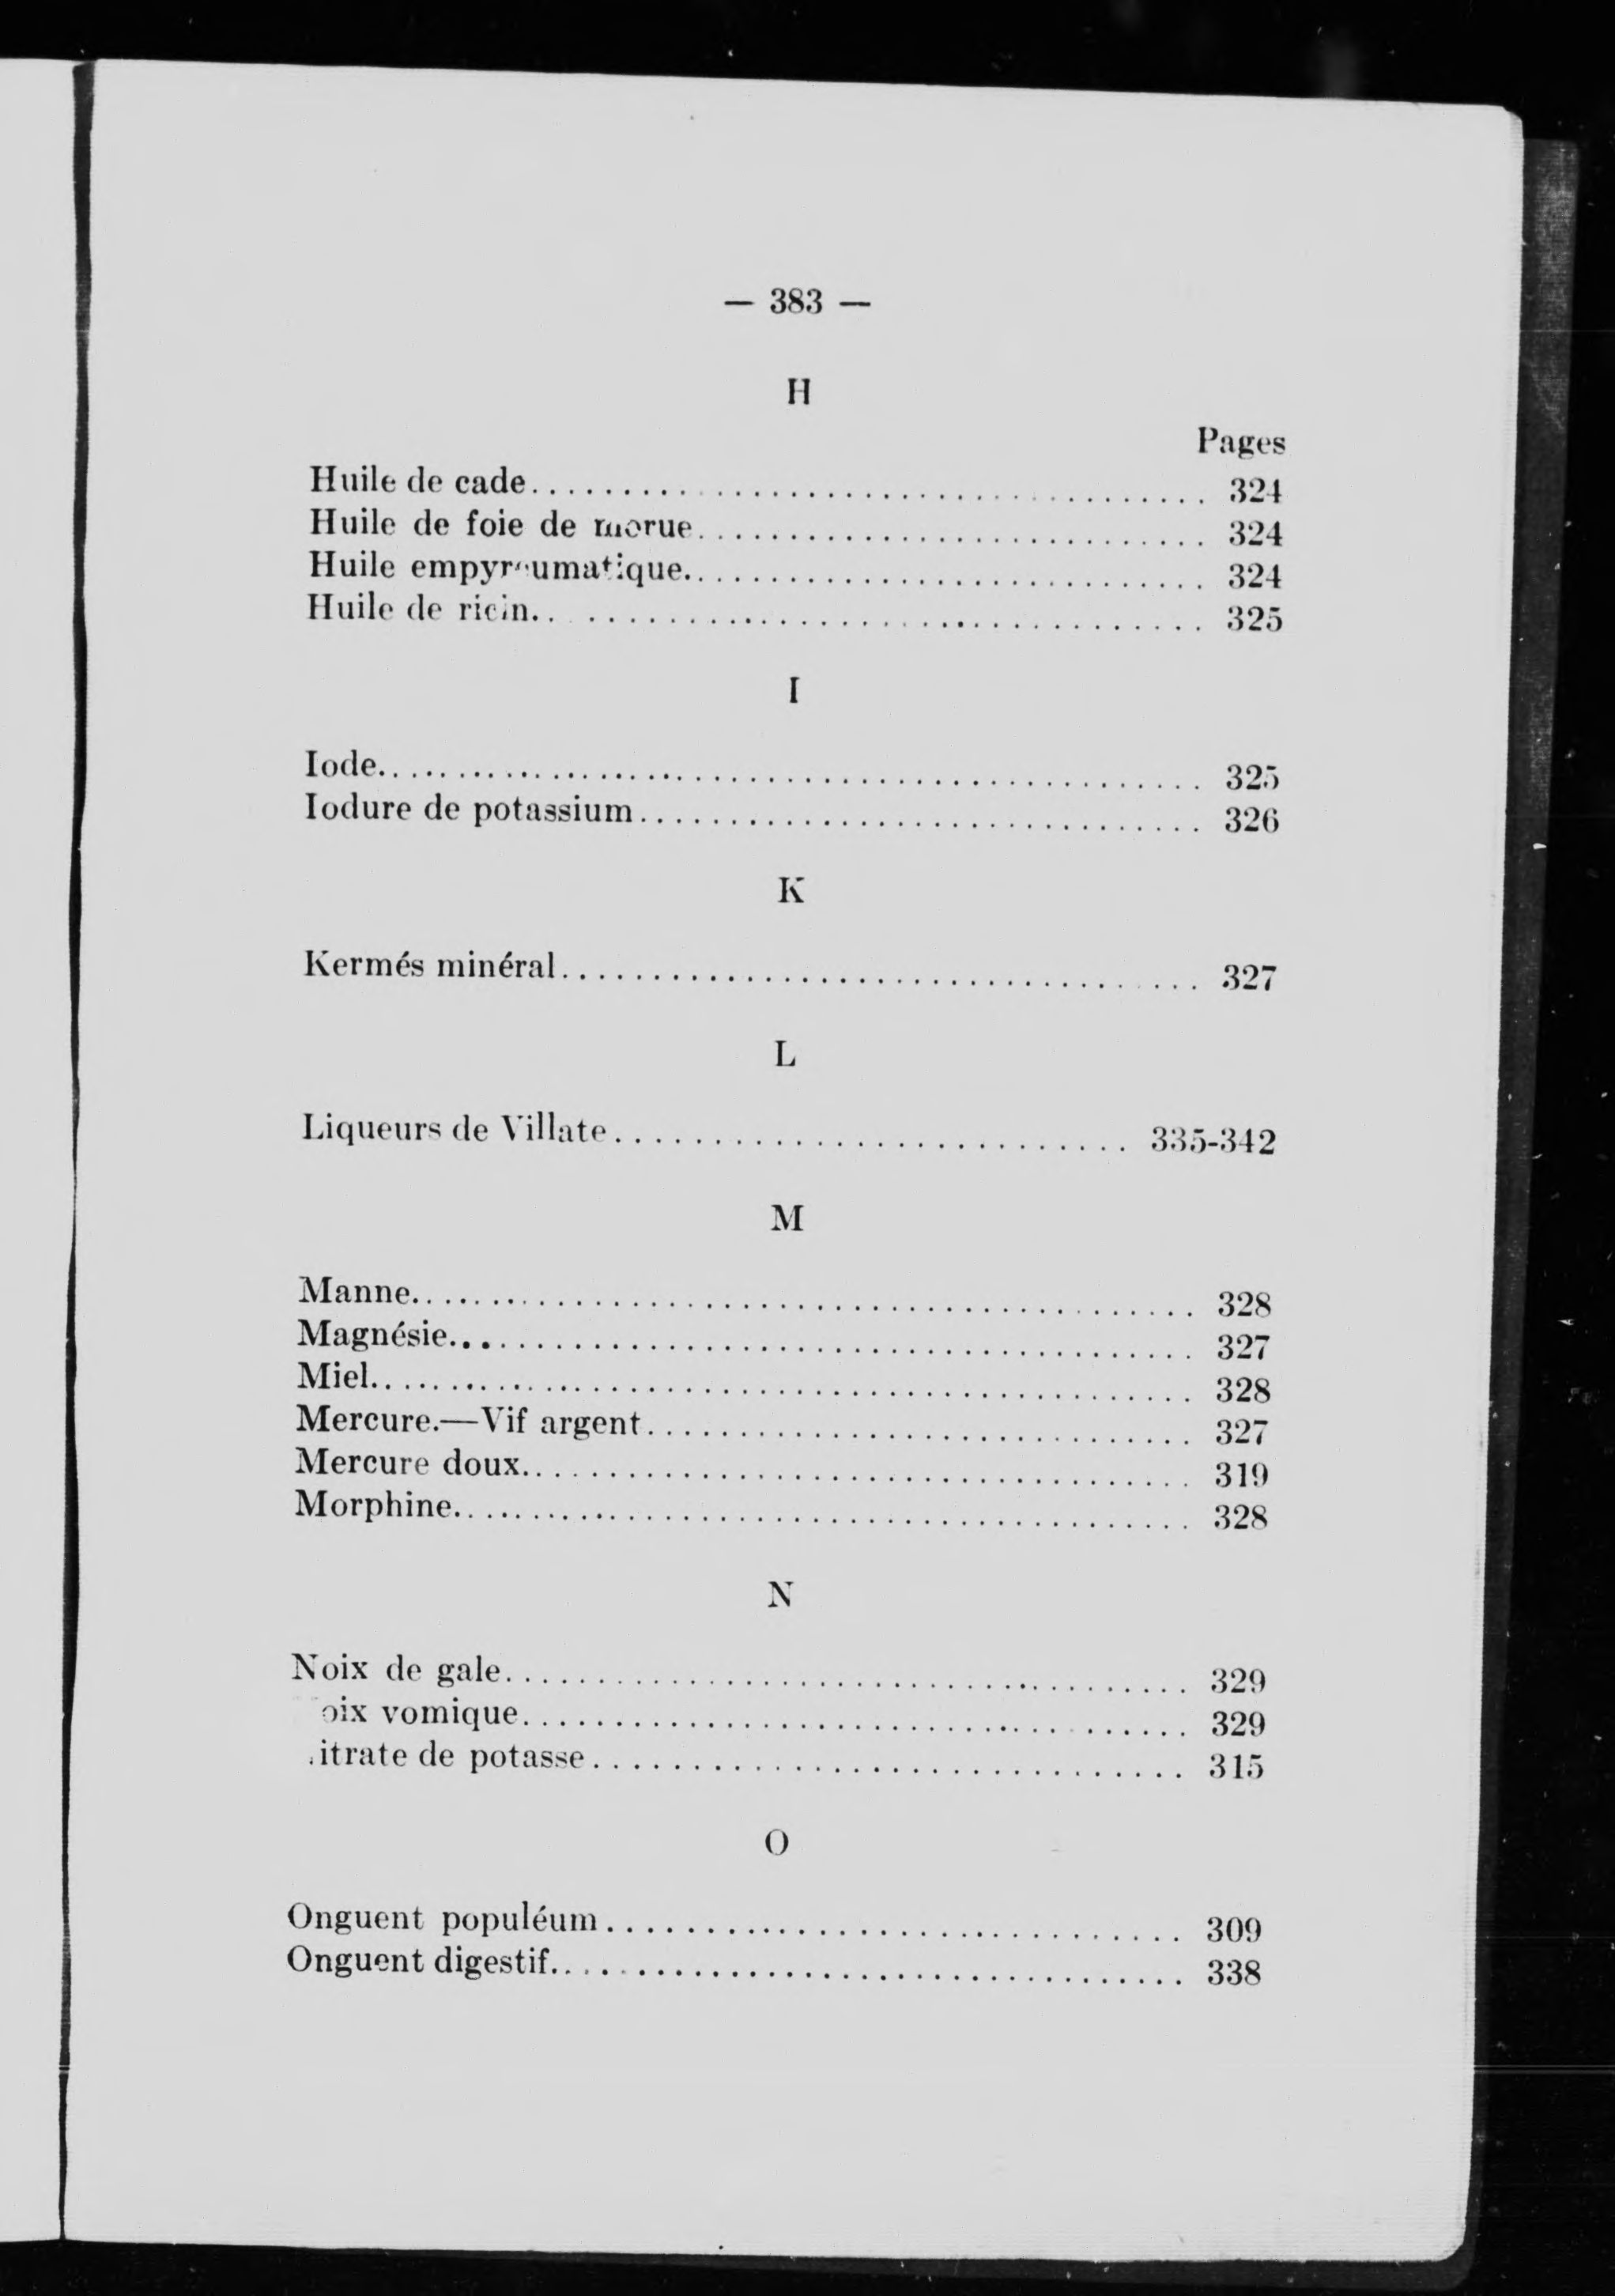 — 383 —
H
Pages
Huile de cade........................................ 324
Huile de foie de morue............................... 324
Huile empyreumatique................................. 324
Huile de ricin....................................... 325
I
Iode................................................. 325
Iodure de potassium.................................. 326
K
Kermés minéral....................................... 327
L
Liqueurs de Villate.............................. 335-342
M
Manne................................................ 328
Magnésie............................................. 327
Miel................................................. 328
Mercure.—Vif argent.................................. 327
Mercure doux......................................... 319
Morphine............................................. 328
N
Noix de gale......................................... 329
oix vomique.......................................... 329
itrate de potasse.................................... 315
O
Onguent populéum..................................... 309
Onguent digestif..................................... 338